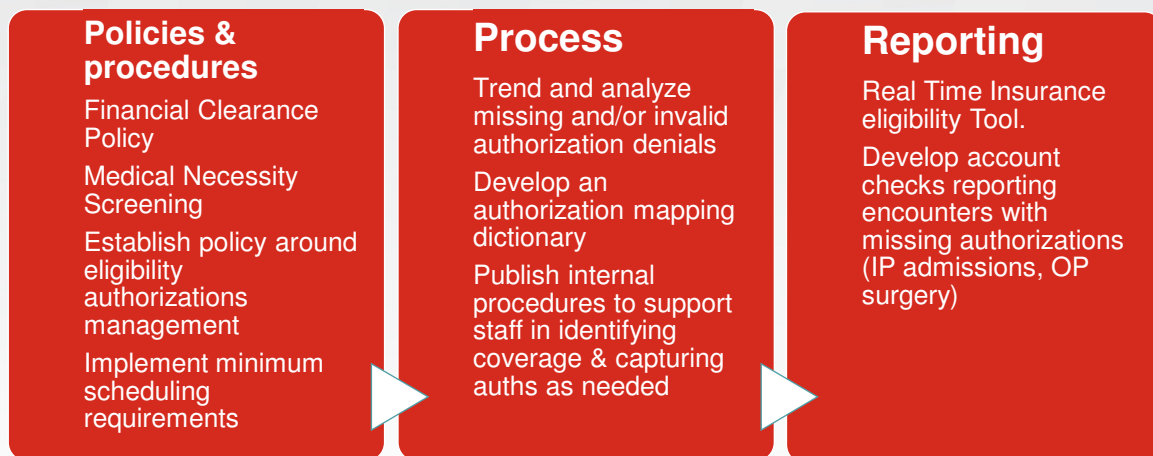 Policies &
procedures
Financial Clearance
Policy
Medical Necessity
Screening
Establish policy around
eligibility
authorizations
management
Implement minimum
scheduling
requirements
Process
Trend and analyze
missing and/or invalid
authorization denials
Develop an
authorization mapping
dictionary
Publish internal
procedures to support
staff in identifying
coverage & capturing
auths as needed
Reporting
Real Time Insurance
eligibility Tool.
Develop account
checks reporting
encounters with
missing authorizations
(IP admissions, OP
surgery)